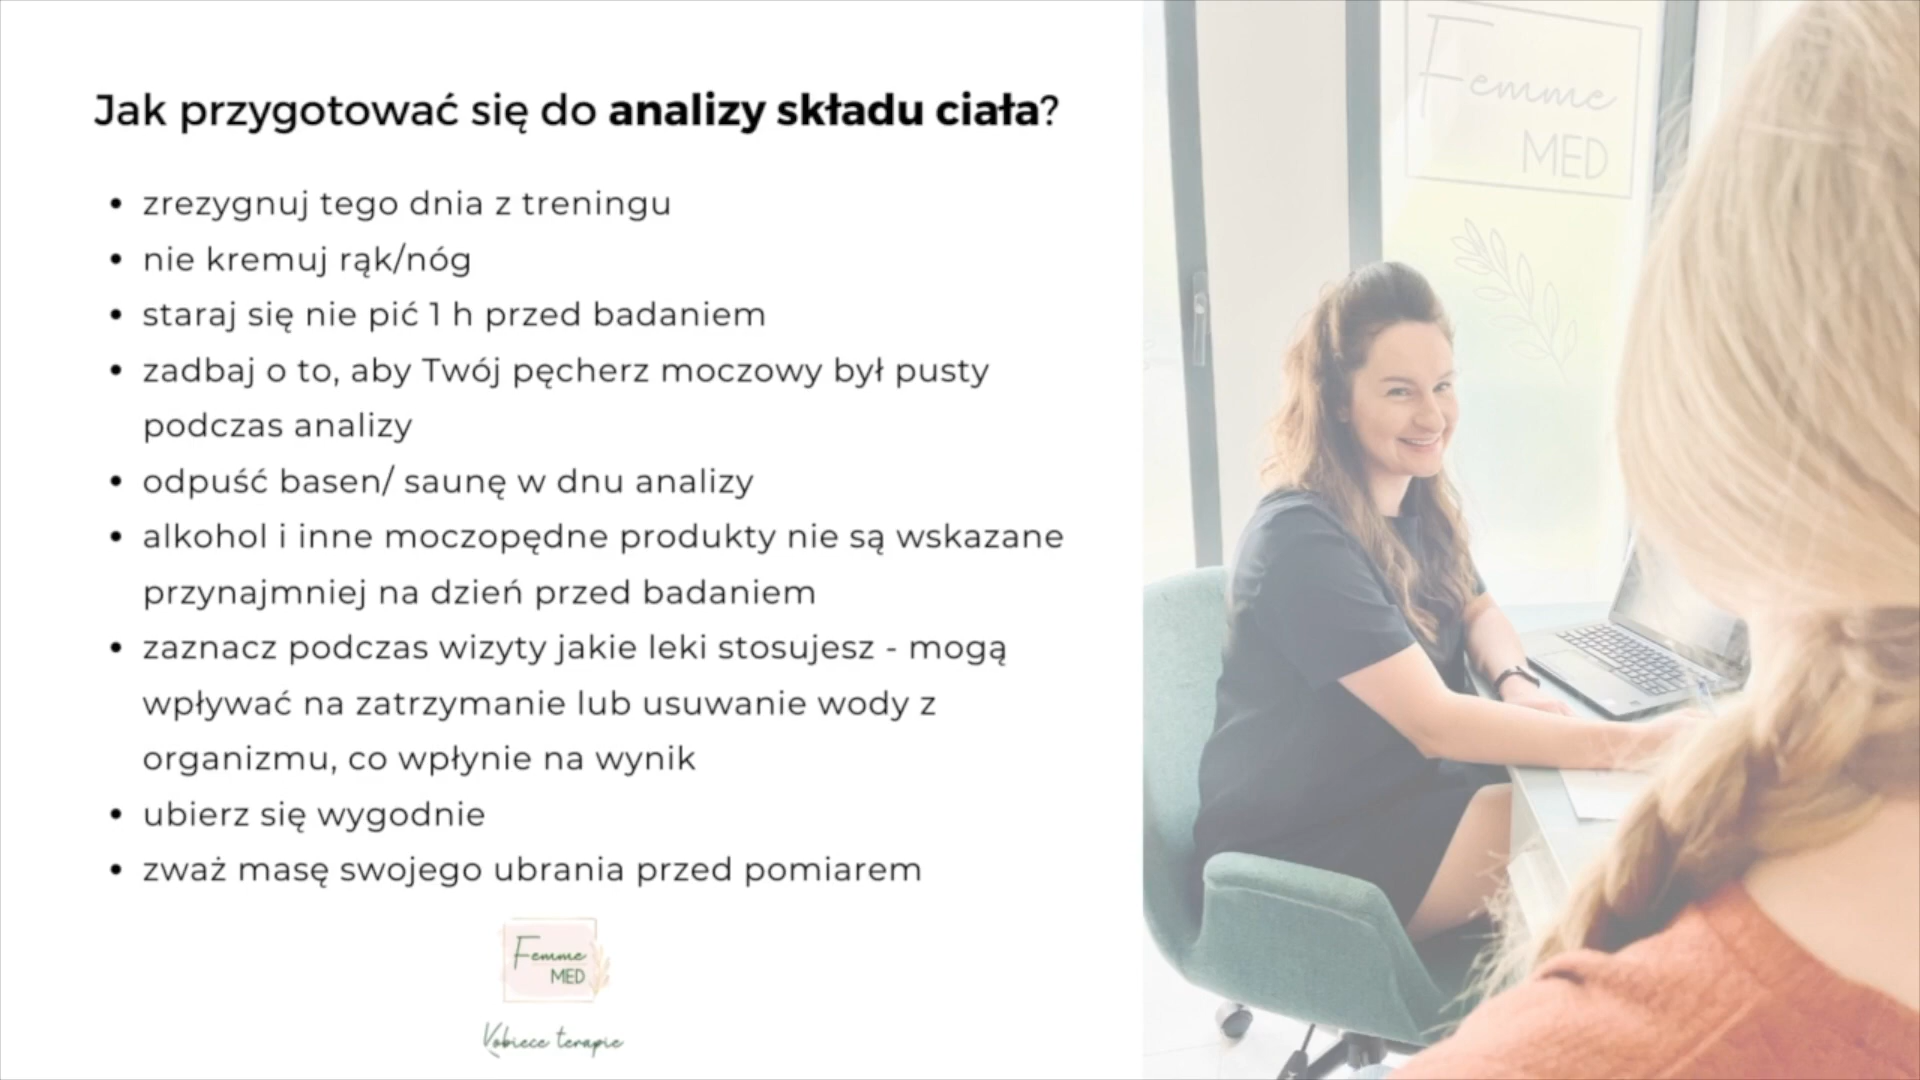 Jak przygotować się do analizy składu ciała?
• zrezygnuj tego dnia z treningu
• nie kremuj rąk/nóg
• staraj się nie pić 1 h przed badaniem
• zadbaj o to, aby Twój pęcherz moczowy był pusty
podczas analizy
• odpuść basen/ saunę w dnu analizy
• alkohol i inne moczopędne produkty nie są wskazane
przynajmniej na dzień przed badaniem
• zaznacz podczas wizyty jakie leki stosujesz - mogą
wpływać na zatrzymanie lub usuwanie wody z
organizmu, co wpłynie na wynik
• ubierz się wygodnie
• zważ masę swojego ubrania przed pomiarem
Femme
MED
Kobiece terapie
Femme
MED